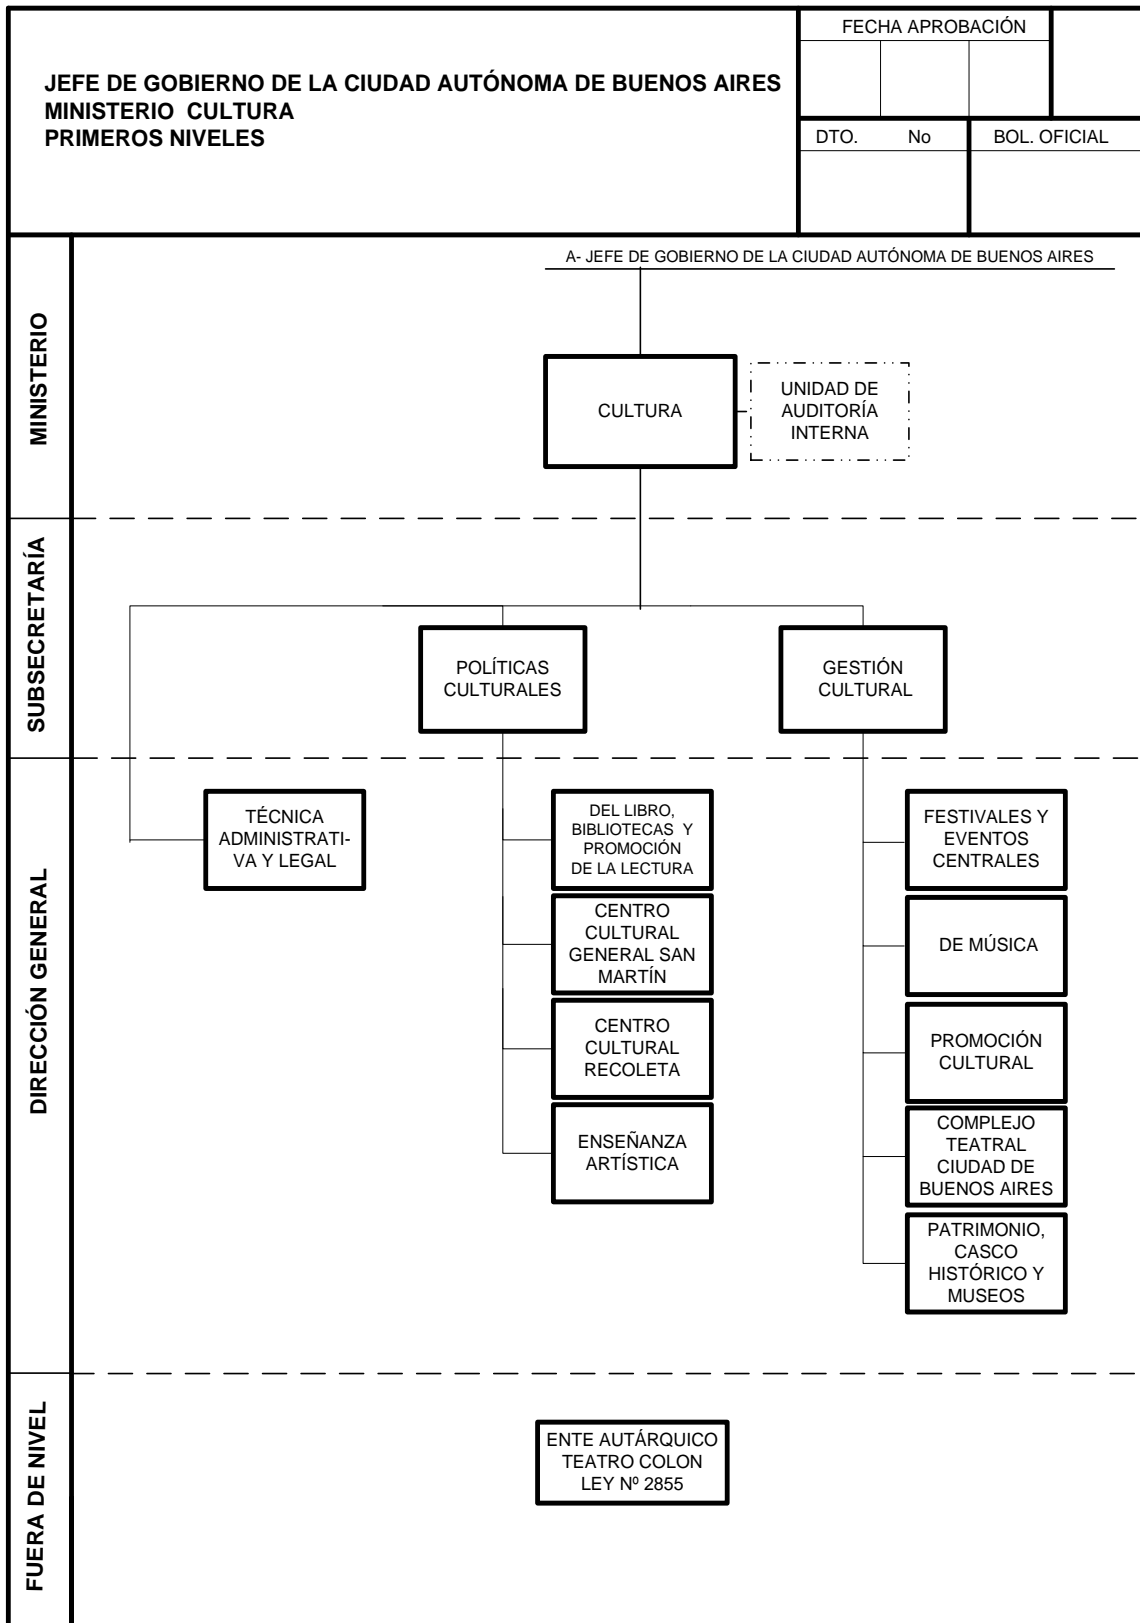 JEFE DE GOBIERNO DE LA CIUDAD AUTÓNOMA DE BUENOS AIRES
MINISTERIO CULTURA
PRIMEROS NIVELES
FECHA APROBACIÓN
DTO. No
BOL. OFICIAL
MINISTERIO
A- JEFE DE GOBIERNO DE LA CIUDAD AUTÓNOMA DE BUENOS AIRES
CULTURA
UNIDAD DE
AUDITORÍA
INTERNA
SUBSECRETARÍA
POLÍTICAS
CULTURALES
GESTIÓN
CULTURAL
DIRECCIÓN GENERAL
TÉCNICA
ADMINISTRATI-
VA Y LEGAL
DEL LIBRO,
BIBLIOTECAS Y
PROMOCIÓN
DE LA LECTURA
CENTRO
CULTURAL
GENERAL SAN
MARTÍN
CENTRO
CULTURAL
RECOLETA
ENSEÑANZA
ARTÍSTICA
FESTIVALES Y
EVENTOS
CENTRALES
DE MÚSICA
PROMOCIÓN
CULTURAL
COMPLEJO
TEATRAL
CIUDAD DE
BUENOS AIRES
PATRIMONIO,
CASCO
HISTÓRICO Y
MUSEOS
FUERA DE NIVEL
ENTE AUTÁRQUICO
TEATRO COLON
LEY Nº 2855